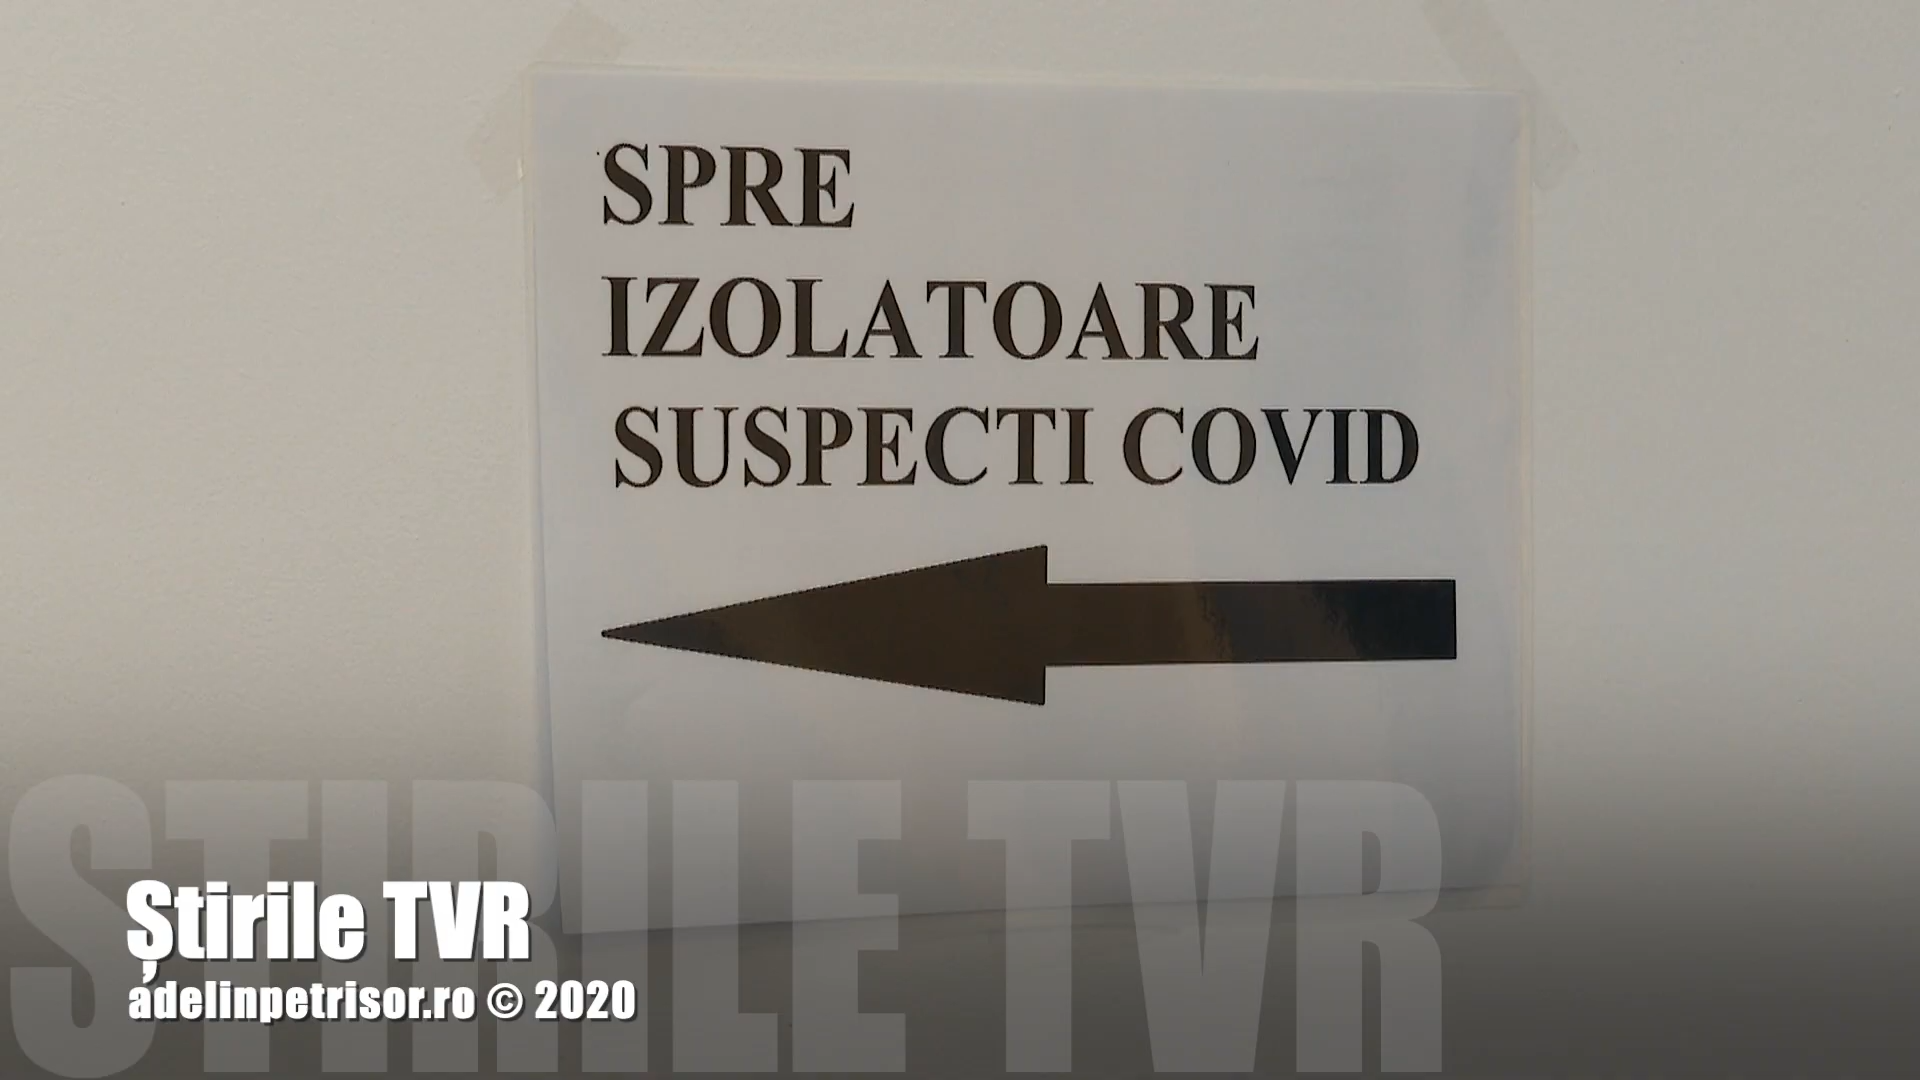 SPRE
IZOLATOARE
SUSPECTI COVID
ȘTIRILE TVR
Știrile TVR
adelinpetrisor.ro © 2020